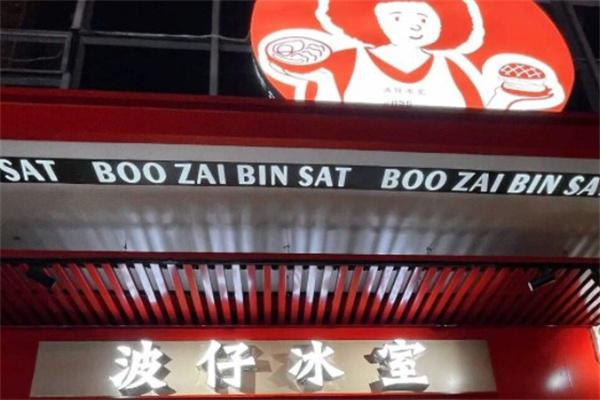 SAT BOO ZAI BIN SAT BOO ZAI BIN SA
波仔冰室